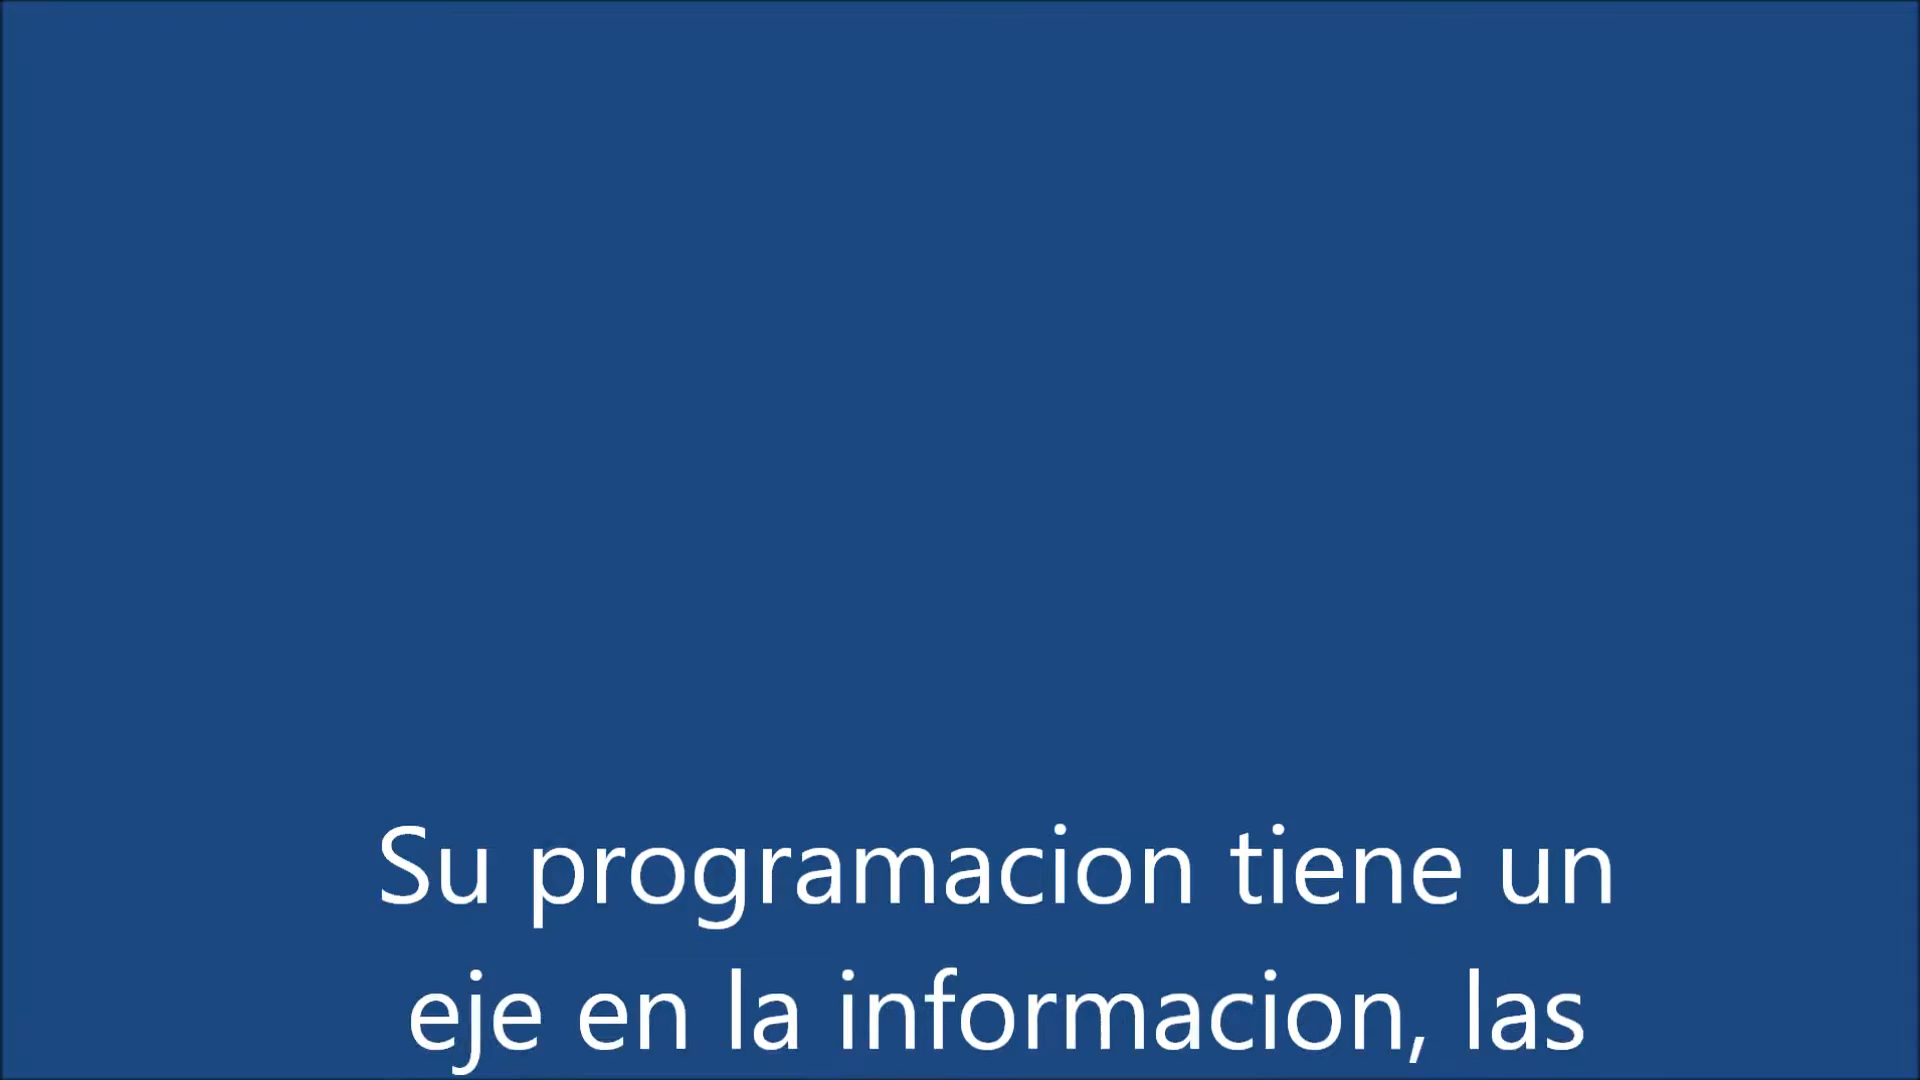 Su programacion tiene un
eje en la informacion, las